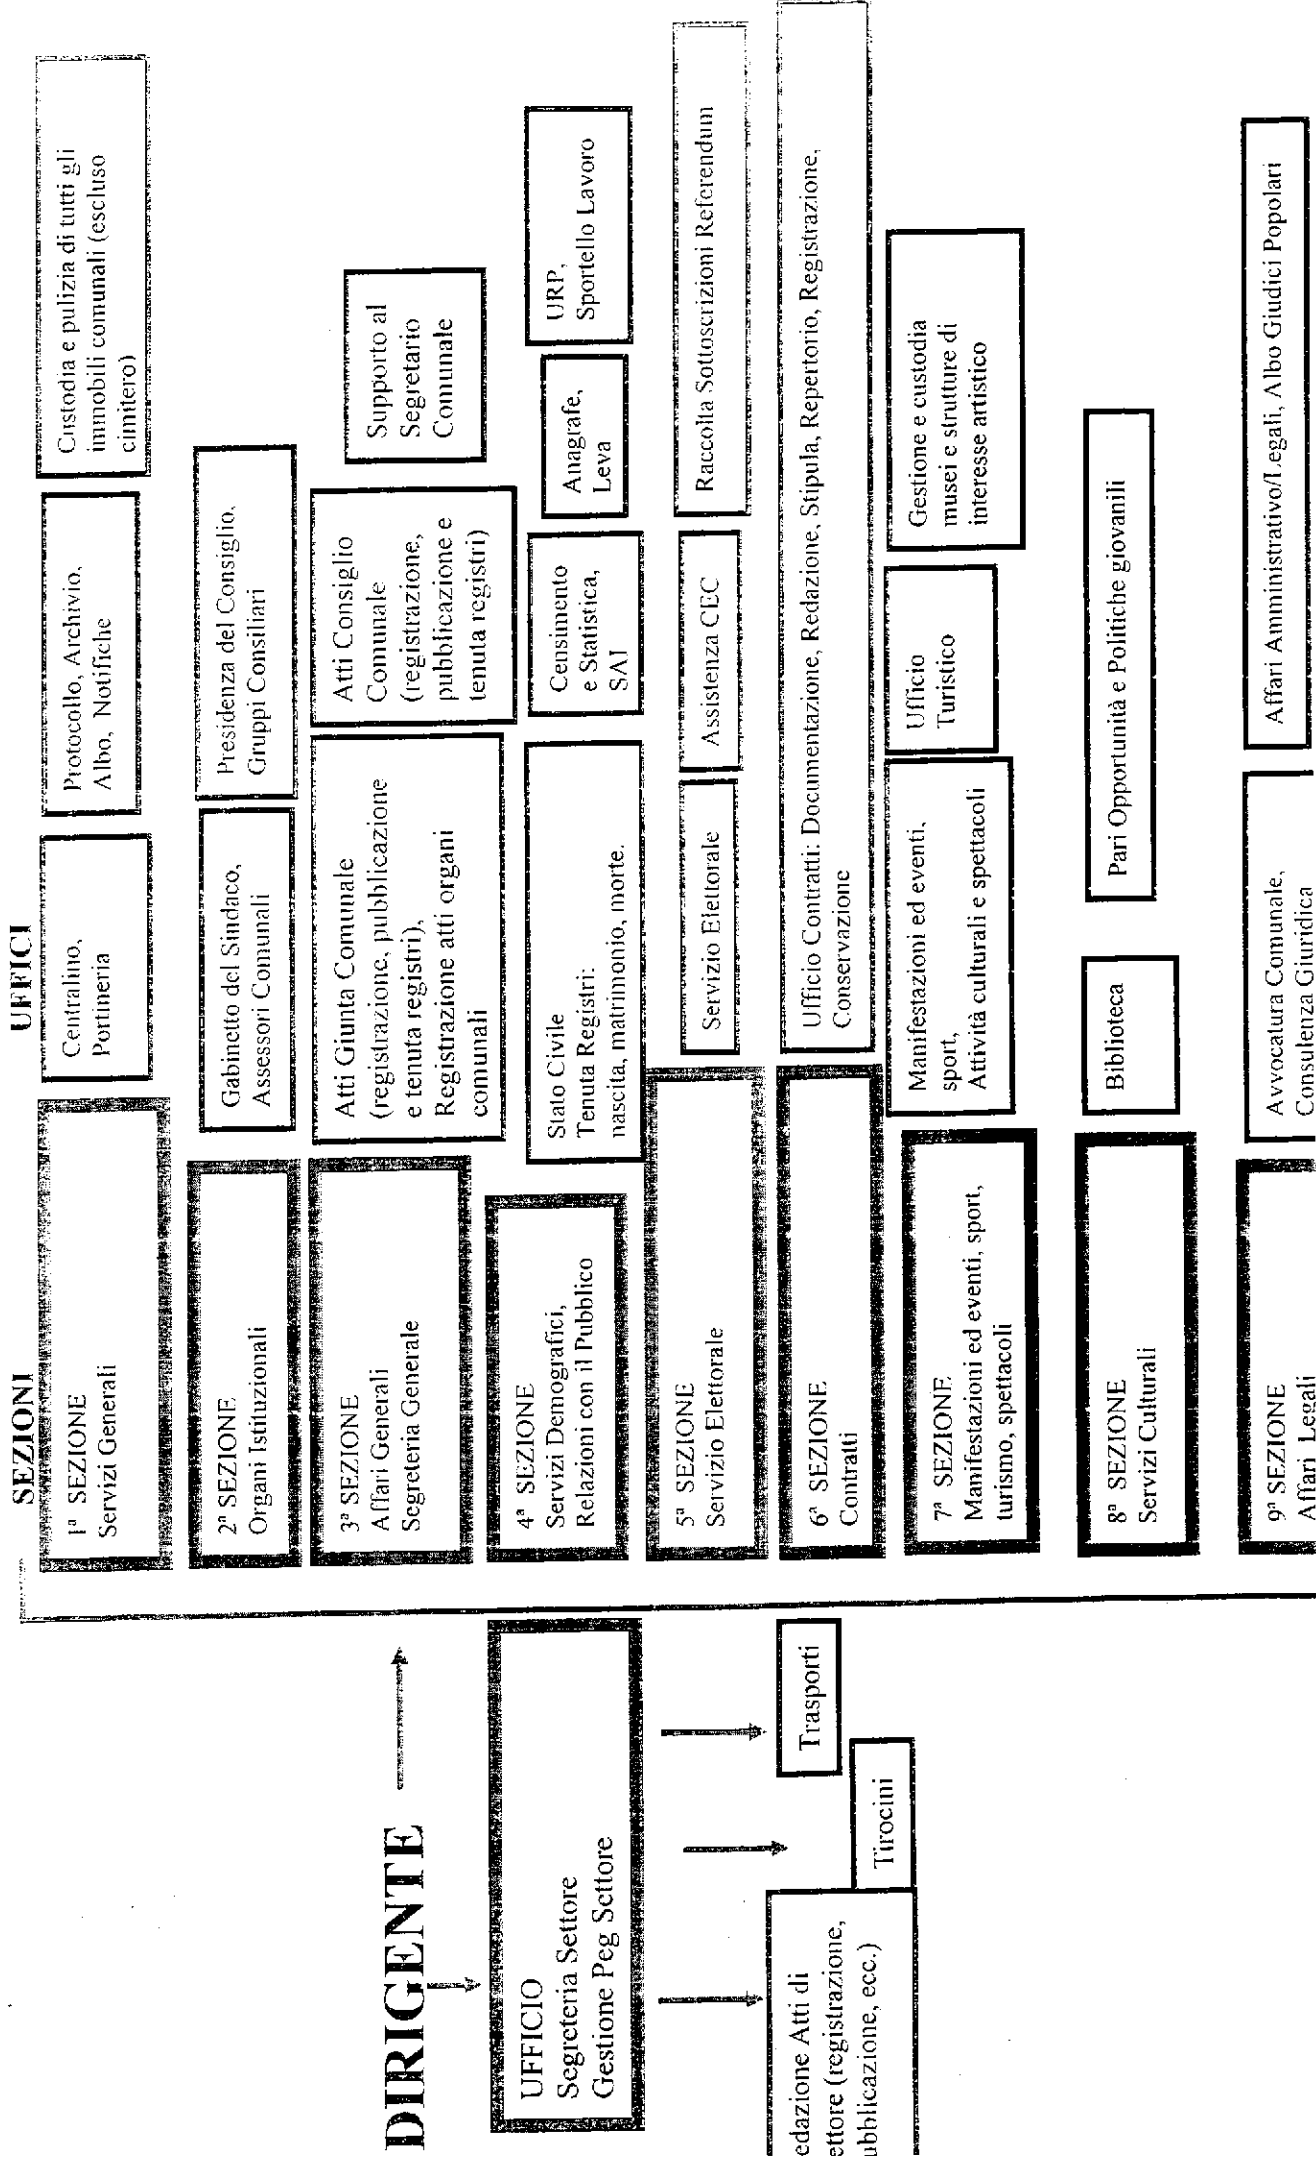 SEZIONI
UFFICI
DIRIGENTE
UFFICIO
Segreteria Settore
Gestione Peg Settore
edazione Atti di
ettore (registrazione,
ubblicazione, ecc.)
Tirocini
Trasporti
1ª SEZIONE
Servizi Generali
Centralino,
Portineria
Protocollo, Archivio,
Albo, Notifiche
Custodia e pulizia di tutti gli
immobili comunali (escluso
cimitero)
2ª SEZIONE
Organi Istituzionali
Gabinetto del Sindaco,
Assessori Comunali
Presidenza del Consiglio,
Gruppi Consiliari
3ª SEZIONE
Affari Generali
Segreteria Generale
Atti Giunta Comunale
(registrazione, pubblicazione
e tenuta registri),
Registrazione atti organi
comunali
Atti Consiglio
Comunale
(registrazione,
pubblicazione e
tenuta registri)
Supporto al
Segretario
Comunale
4ª SEZIONE
Servizi Demografici,
Relazioni con il Pubblico
Stato Civile
Tenuta Registri:
nascita, matrimonio, morte.
Censimento
e Statistica,
SAI
Anagrafe,
Leva
URP,
Sportello Lavoro
5ª SEZIONE
Servizio Elettorale
Servizio Elettorale
Assistenza CEC
Raccolta Sottoscrizioni Referendum
6ª SEZIONE
Contratti
Ufficio Contratti: Documentazione, Redazione, Stipula, Repertorio, Registrazione,
Conservazione
7ª SEZIONE
Manifestazioni ed eventi, sport,
turismo, spettacoli
Manifestazioni ed eventi,
sport,
Attività culturali e spettacoli
Ufficio
Turistico
Gestione e custodia
musei e strutture di
interesse artistico
8ª SEZIONE
Servizi Culturali
Biblioteca
Pari Opportunità e Politiche giovanili
9ª SEZIONE
Affari Legali
Avvocatura Comunale,
Consulenza Giuridica
Affari Amministrativo/Legali, Albo Giudici Popolari